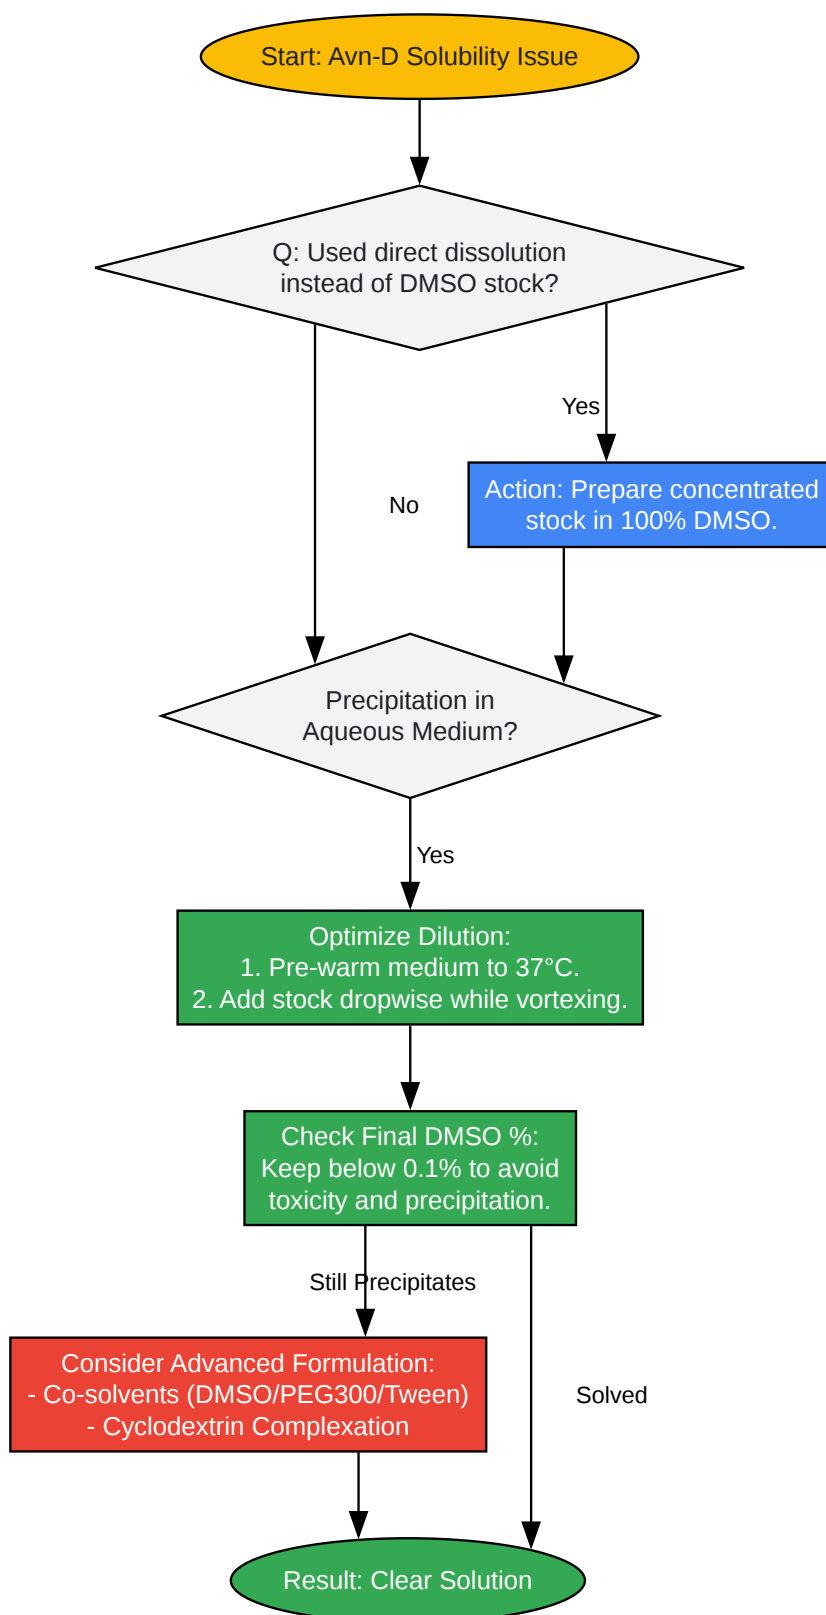 Start: Avn-D Solubility Issue
Q: Used direct dissolution
instead of DMSO stock?
Yes
Action: Prepare concentrated
stock in 100% DMSO.
No
Precipitation in
Aqueous Medium?
Yes
Optimize Dilution:
1. Pre-warm medium to 37°C.
2. Add stock dropwise while vortexing.
Check Final DMSO %:
Keep below 0.1% to avoid
toxicity and precipitation.
Still Precipitates
Consider Advanced Formulation:
- Co-solvents (DMSO/PEG300/Tween)
- Cyclodextrin Complexation
Solved
Result: Clear Solution